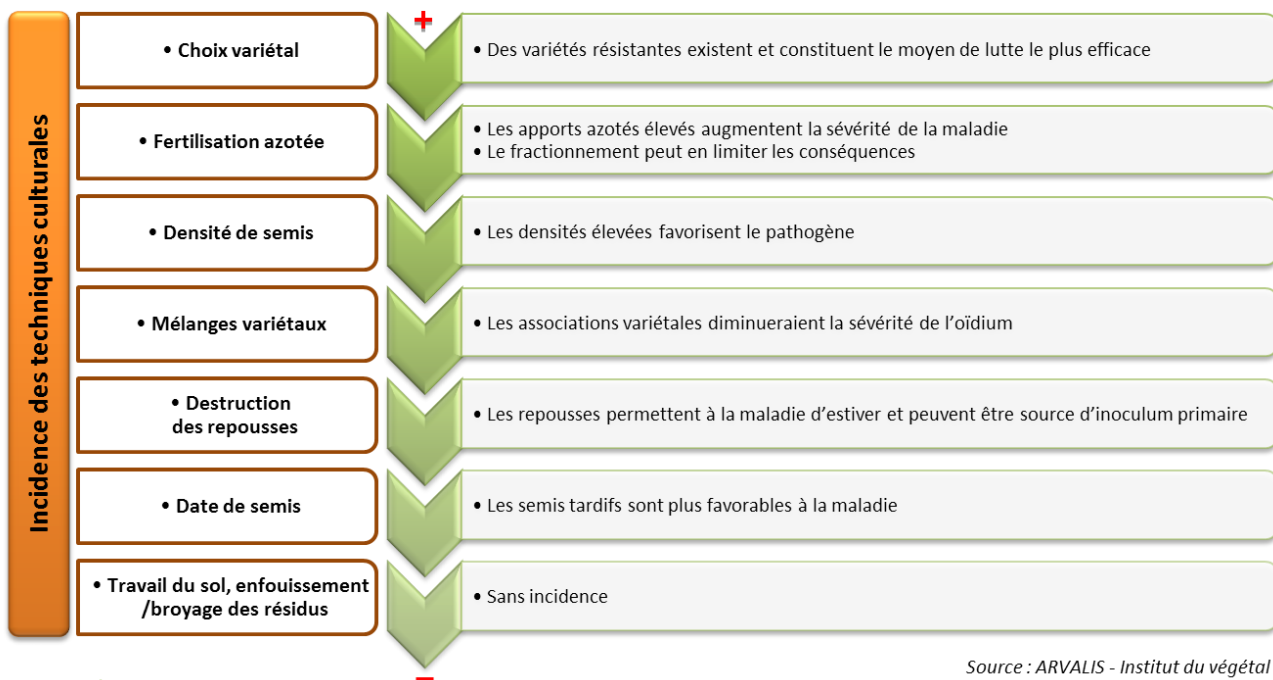 Incidence des techniques culturales
+
• Choix variétal
• Des variétés résistantes existent et constituent le moyen de lutte le plus efficace
• Fertilisation azotée
• Les apports azotés élevés augmentent la sévérité de la maladie
• Le fractionnement peut en limiter les conséquences
• Densité de semis
• Les densités élevées favorisent le pathogène
• Mélanges variétaux
• Les associations variétales diminueraient la sévérité de l’oïdium
• Destruction
des repousses
• Les repousses permettent à la maladie d’estiver et peuvent être source d’inoculum primaire
• Date de semis
• Les semis tardifs sont plus favorables à la maladie
• Travail du sol, enfouissement
/broyage des résidus
• Sans incidence
Source : ARVALIS - Institut du végétal
-